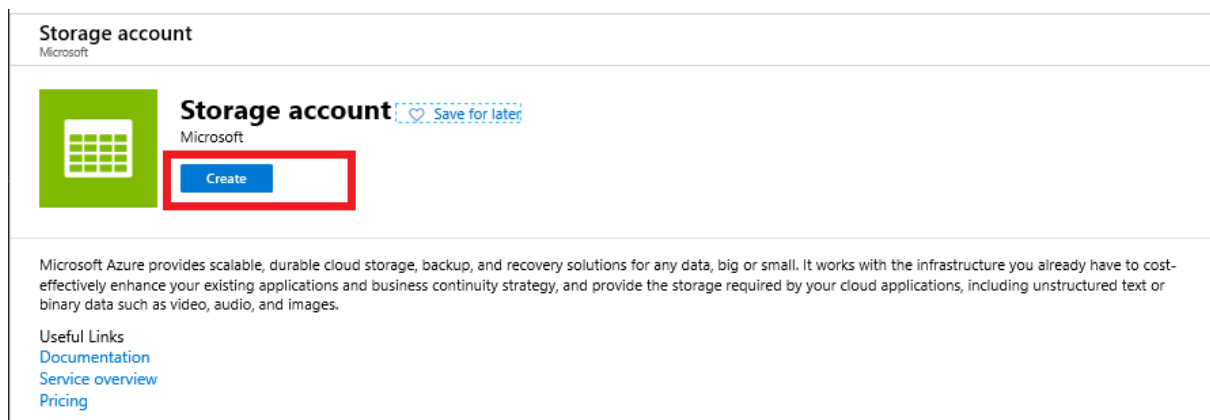 Storage account
Microsoft
Storage account
Save for later
Microsoft
Create
Microsoft Azure provides scalable, durable cloud storage, backup, and recovery solutions for any data, big or small. It works with the infrastructure you already have to cost-
effectively enhance your existing applications and business continuity strategy, and provide the storage required by your cloud applications, including unstructured text or
binary data such as video, audio, and images.
Useful Links
Documentation
Service overview
Pricing